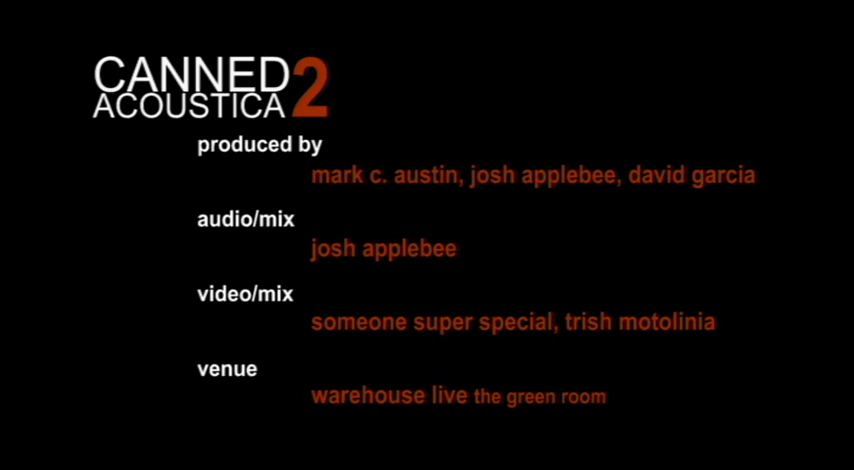 CANNED 2
ACOUSTICA
produced by
mark c. austin, josh applebee, david garcia
audio/mix
josh applebee
video/mix
someone super special, trish motolinia
venue
warehouse live the green room